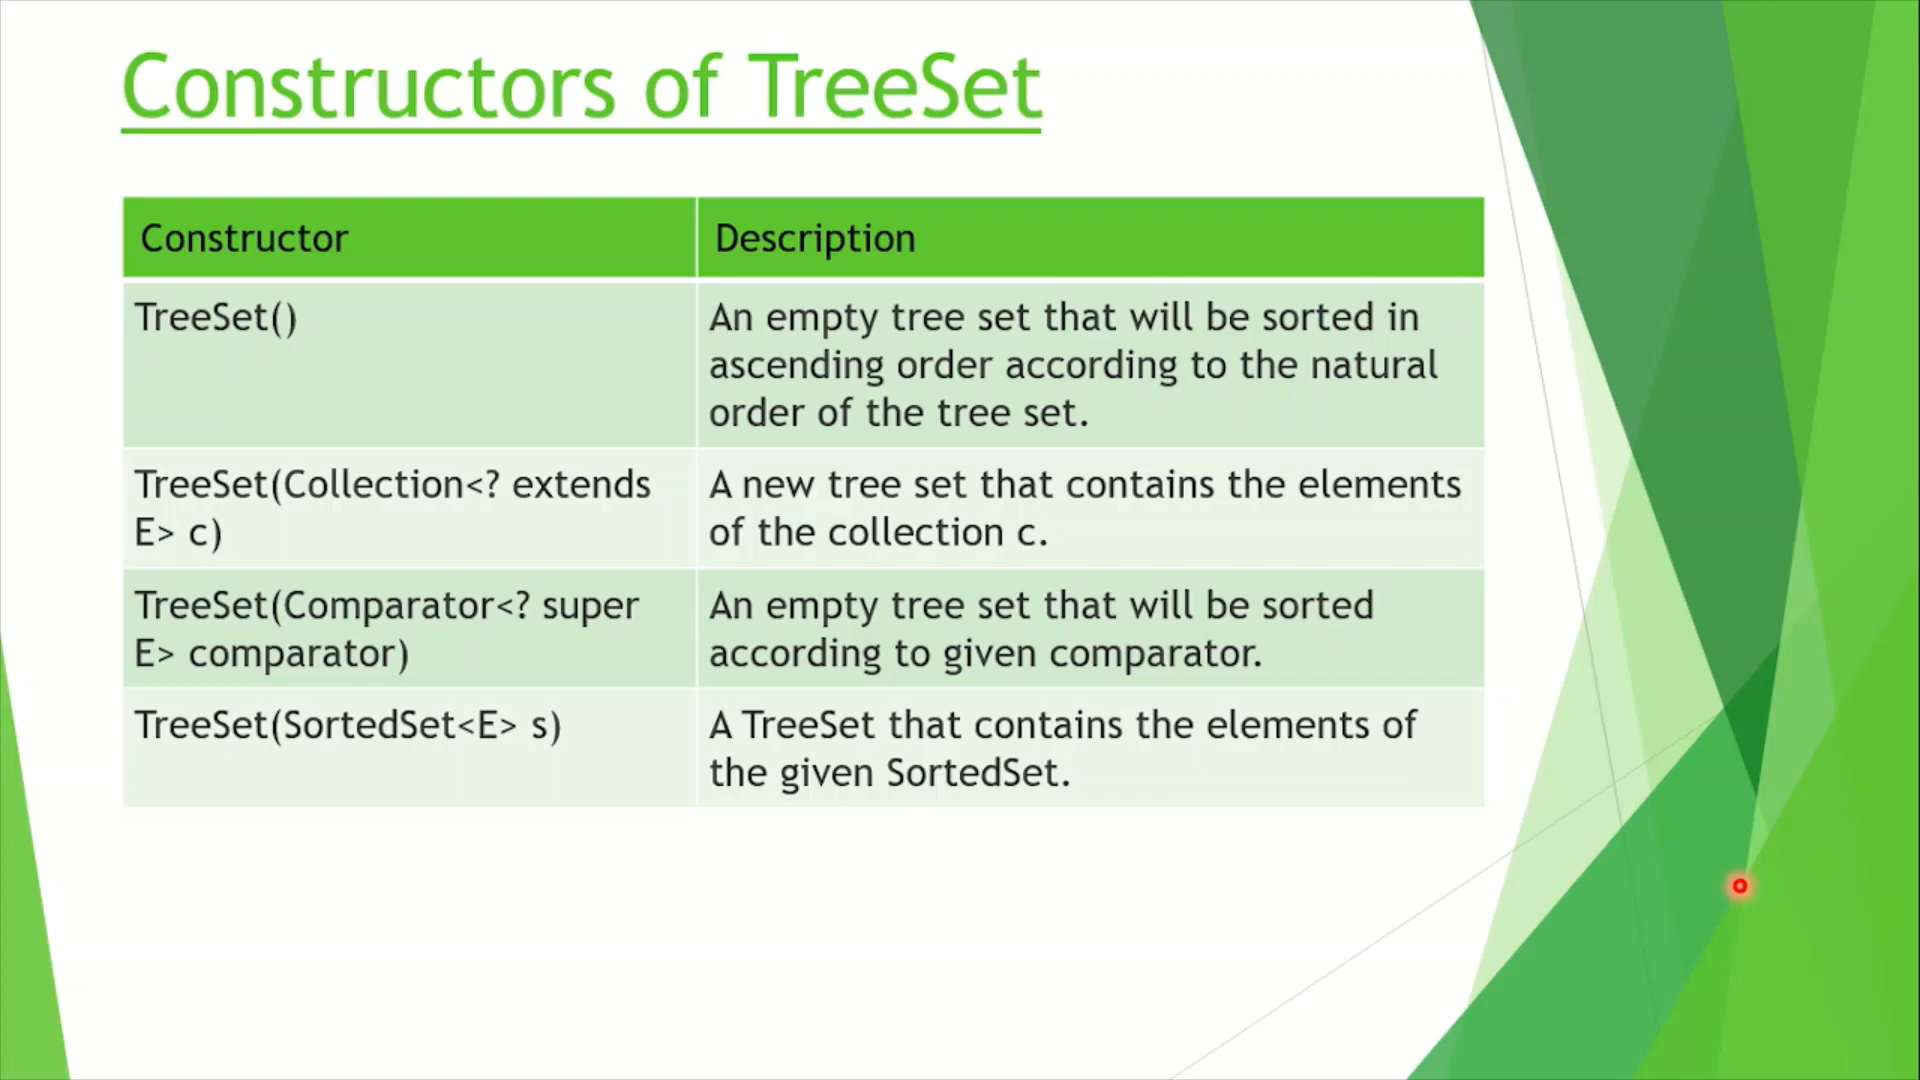 Constructors of TreeSet
Constructor
Description
TreeSet()
An empty tree set that will be sorted in
ascending order according to the natural
order of the tree set.
TreeSet(Collection<? extends
E> c)
A new tree set that contains the elements
of the collection c.
TreeSet(Comparator<? super
E> comparator)
An empty tree set that will be sorted
according to given comparator.
TreeSet(SortedSet<E> s)
A TreeSet that contains the elements of
the given SortedSet.